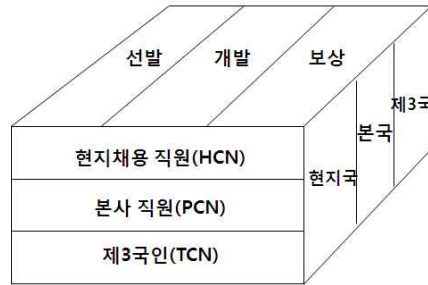 선발
개발
보상
현지채용 직원(HCN)
본사 직원(PCN)
제3국인(TCN)
현지국
본국
제3국